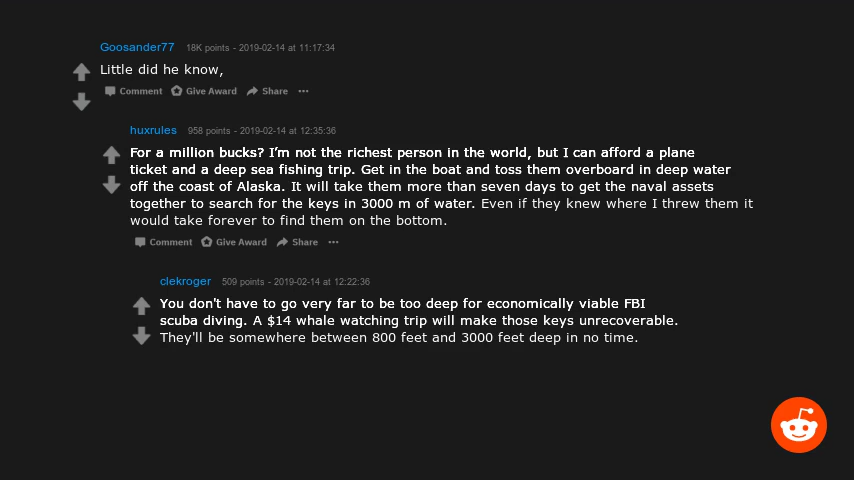 Goosander77 18K points - 2019-02-14 at 11:17:34
Little did he know,
Comment Give Award Share ...
huxrules 958 points - 2019-02-14 at 12:35:36
For a million bucks? I'm not the richest person in the world, but I can afford a plane
ticket and a deep sea fishing trip. Get in the boat and toss them overboard in deep water
off the coast of Alaska. It will take them more than seven days to get the naval assets
together to search for the keys in 3000 m of water. Even if they knew where I threw them it
would take forever to find them on the bottom.
Comment Give Award Share ...
clekroger 509 points - 2019-02-14 at 12:22:36
You don't have to go very far to be too deep for economically viable FBI
scuba diving. A $14 whale watching trip will make those keys unrecoverable.
They'll be somewhere between 800 feet and 3000 feet deep in no time.